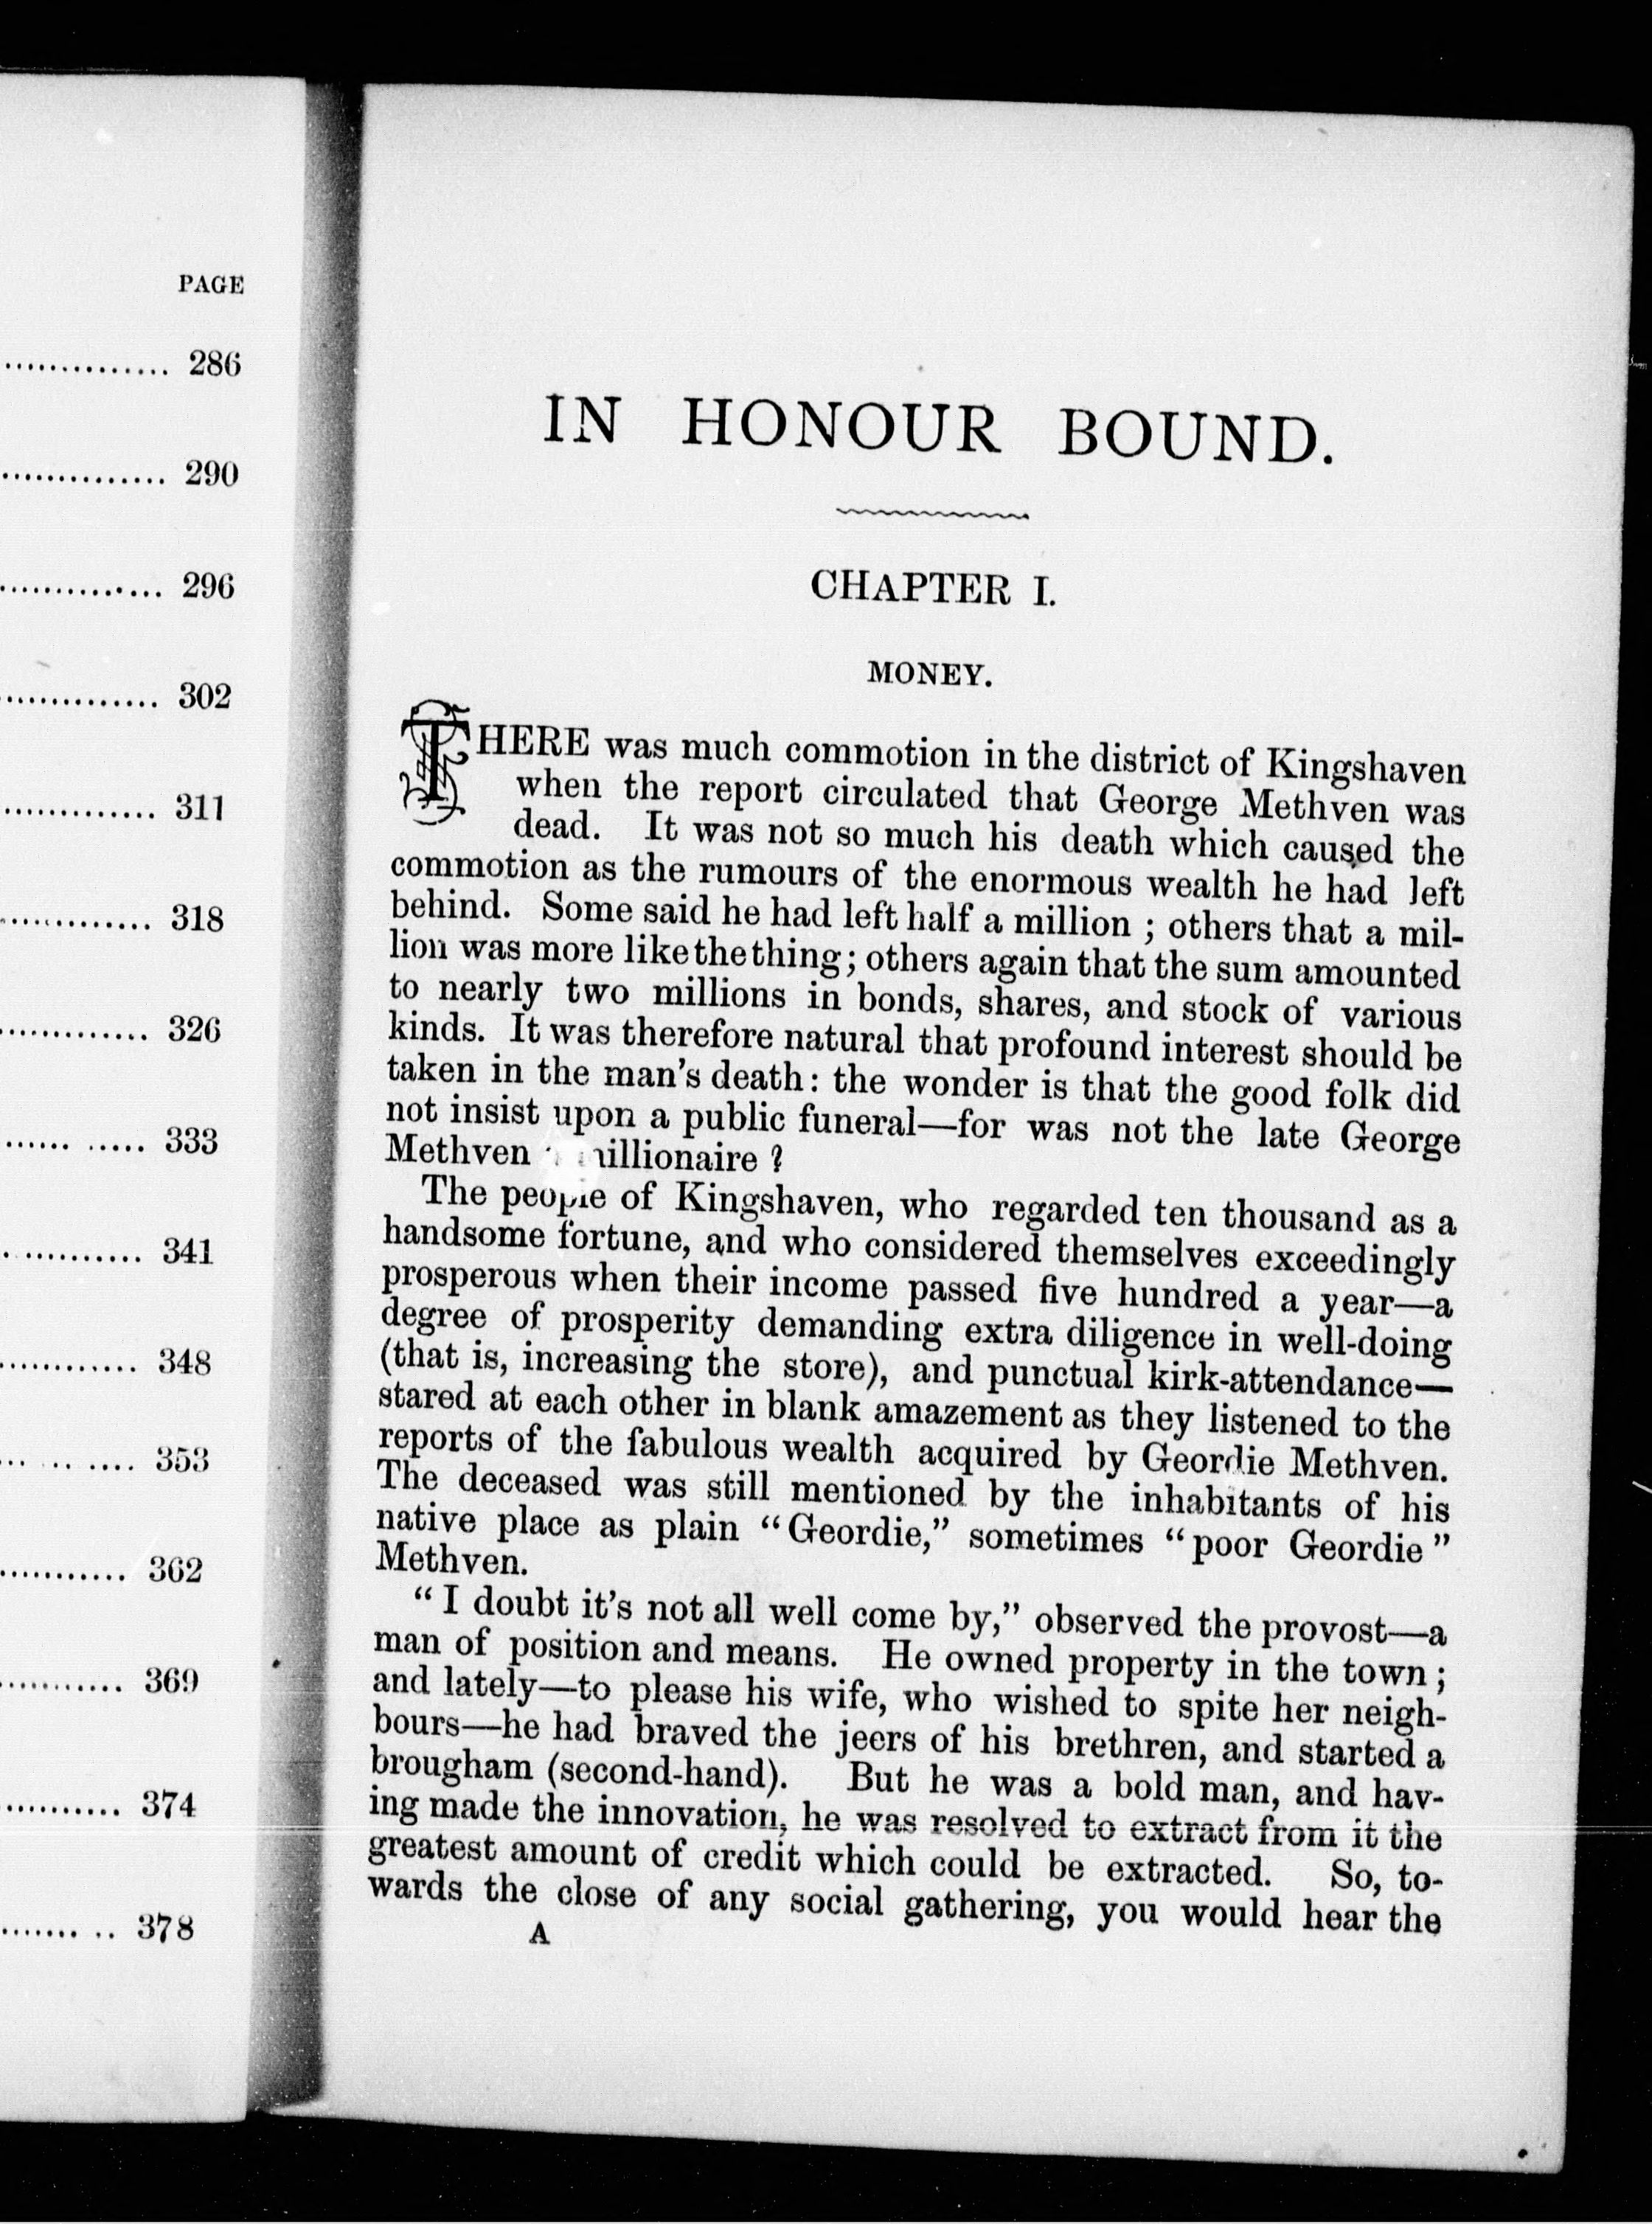 PAGE
.............. 286
.............. 290
.............. 296
.............. 302
.............. 311
.............. 318
............. 326
...... ..... 333
............ 341
............ 348
... .. .... 353
........... 362
.......... 369
........... 374
....... .. 378
IN HONOUR BOUND.
CHAPTER I.
MONEY.
THERE was much commotion in the district of Kingshaven
when the report circulated that George Methven was
dead. It was not so much his death which caused the
commotion as the rumours of the enormous wealth he had left
behind. Some said he had left half a million ; others that a mil-
lion was more like the thing; others again that the sum amounted
to nearly two millions in bonds, shares, and stock of various
kinds. It was therefore natural that profound interest should be
taken in the man's death: the wonder is that the good folk did
not insist upon a public funeral—for was not the late George
Methven millionaire ?
The people of Kingshaven, who regarded ten thousand as a
handsome fortune, and who considered themselves exceedingly
prosperous when their income passed five hundred a year—a
degree of prosperity demanding extra diligence in well-doing
(that is, increasing the store), and punctual kirk-attendance—
stared at each other in blank amazement as they listened to the
reports of the fabulous wealth acquired by Geordie Methven.
The deceased was still mentioned by the inhabitants of his
native place as plain "Geordie," sometimes "poor Geordie"
Methven.
"I doubt it's not all well come by," observed the provost—a
man of position and means. He owned property in the town ;
and lately—to please his wife, who wished to spite her neigh-
bours—he had braved the jeers of his brethren, and started a
brougham (second-hand). But he was a bold man, and hav-
ing made the innovation, he was resolved to extract from it the
greatest amount of credit which could be extracted. So, to-
wards the close of any social gathering, you would hear the
A